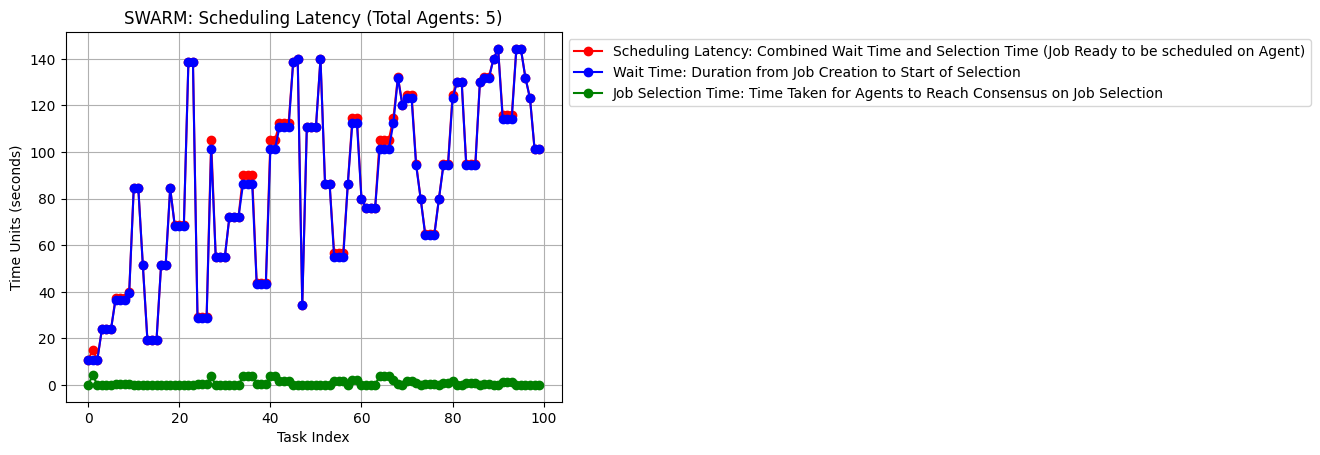 SWARM: Scheduling Latency (Total Agents: 5)
Scheduling Latency: Combined Wait Time and Selection Time (Job Ready to be scheduled on Agent)
Wait Time: Duration from Job Creation to Start of Selection
Job Selection Time: Time Taken for Agents to Reach Consensus on Job Selection
Time Units (seconds)
140
120
100
80
60
40
20
0
0 20 40 60 80 100
Task Index